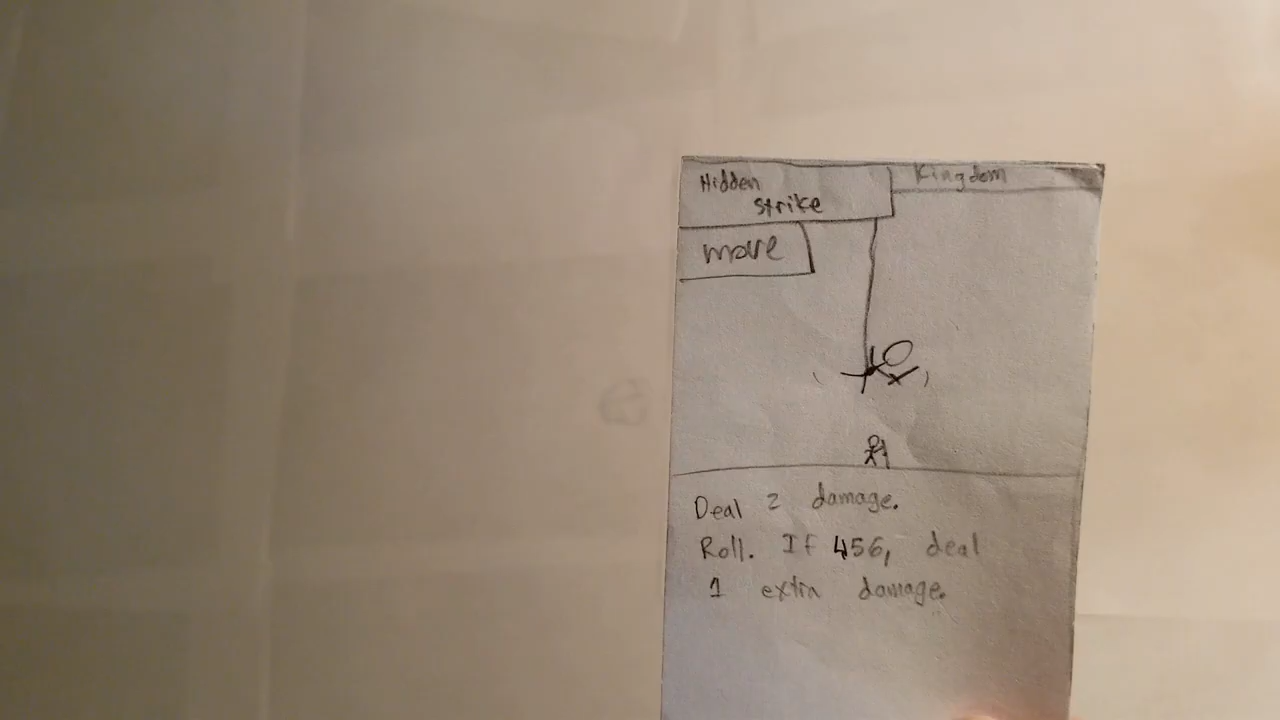 Hidden
strike
Kingdom
move
Deal 2 damage.
Roll. If 456, deal
1 extra damage.